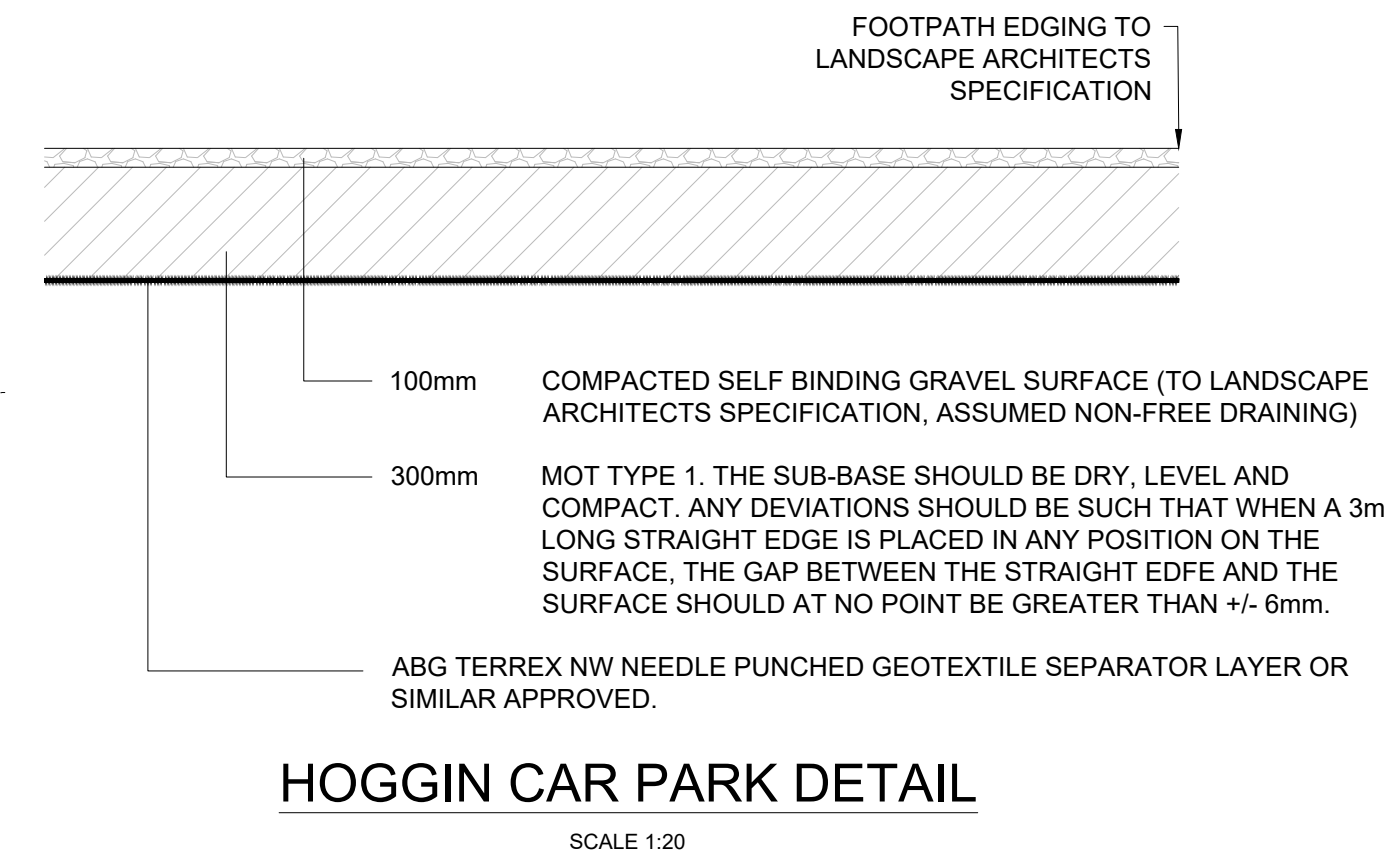 FOOTPATH EDGING TO
LANDSCAPE ARCHITECTS
SPECIFICATION
100mm COMPACTED SELF BINDING GRAVEL SURFACE (TO LANDSCAPE
ARCHITECTS SPECIFICATION, ASSUMED NON-FREE DRAINING)
300mm MOT TYPE 1. THE SUB-BASE SHOULD BE DRY, LEVEL AND
COMPACT. ANY DEVIATIONS SHOULD BE SUCH THAT WHEN A 3m
LONG STRAIGHT EDGE IS PLACED IN ANY POSITION ON THE
SURFACE, THE GAP BETWEEN THE STRAIGHT EDFE AND THE
SURFACE SHOULD AT NO POINT BE GREATER THAN +/- 6mm.
ABG TERREX NW NEEDLE PUNCHED GEOTEXTILE SEPARATOR LAYER OR
SIMILAR APPROVED.
HOGGIN CAR PARK DETAIL
SCALE 1:20